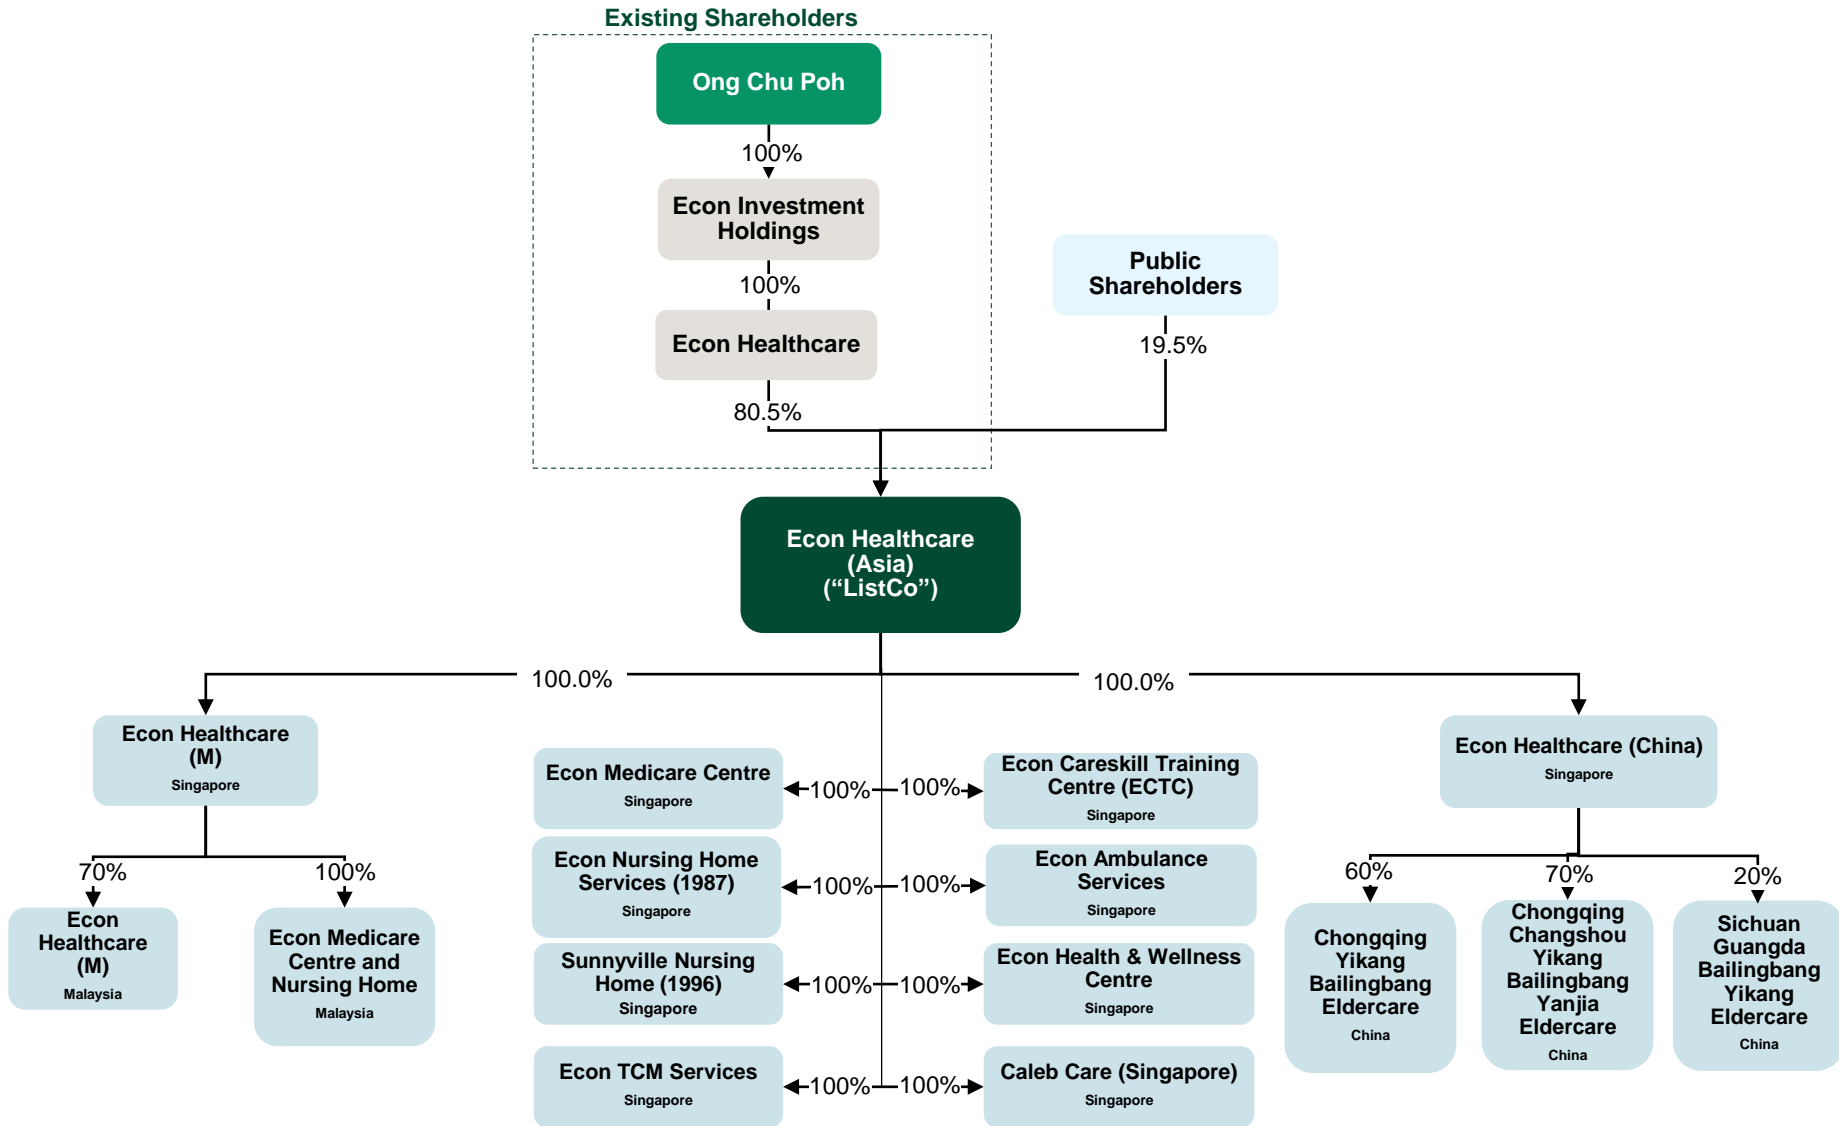 Existing Shareholders
Ong Chu Poh
100%
Econ Investment
Holdings
100%
Econ Healthcare
80.5%
Public
Shareholders
19.5%
Econ Healthcare
(Asia)
(“ListCo”)
100.0%
100.0%
Econ Healthcare
(M)
Singapore
70%
100%
Econ
Healthcare
(M)
Malaysia
Econ Medicare
Centre and
Nursing Home
Malaysia
Econ Medicare Centre
Singapore
100%
100%
Econ Careskill Training
Centre (ECTC)
Singapore
Econ Nursing Home
Services (1987)
Singapore
100%
100%
Econ Ambulance
Services
Singapore
Sunnyville Nursing
Home (1996)
Singapore
100%
100%
Econ Health & Wellness
Centre
Singapore
Econ TCM Services
Singapore
100%
100%
Caleb Care (Singapore)
Singapore
Econ Healthcare (China)
Singapore
60%
70%
20%
Chongqing
Yikang
Bailingbang
Eldercare
China
Chongqing
Changshou
Yikang
Bailingbang
Yanjia
Eldercare
China
Sichuan
Guangda
Bailingbang
Yikang
Eldercare
China